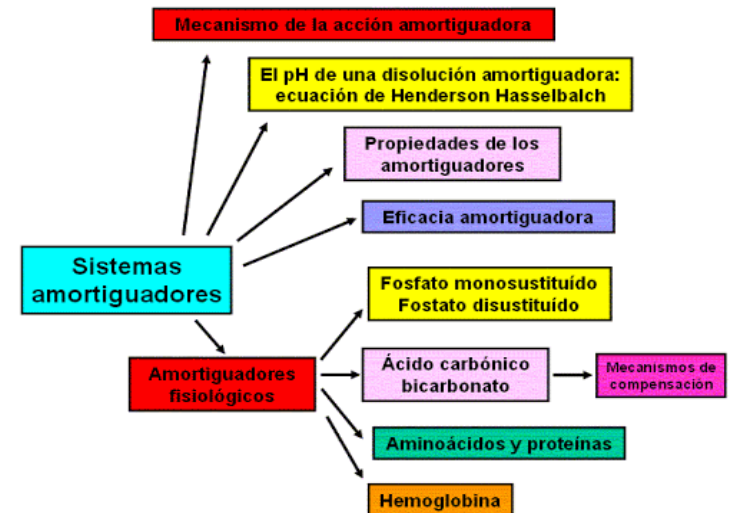 Mecanismo de la acción amortiguadora
El pH de una disolución amortiguadora:
ecuación de Henderson Hasselbalch
Propiedades de los
amortiguadores
Eficacia amortiguadora
Sistemas
amortiguadores
Fosfato monosustituído
Fostato disustituído
Amortiguadores
fisiológicos
Ácido carbónico
bicarbonato
Mecanismos de
compensación
Aminoácidos y proteínas
Hemoglobina